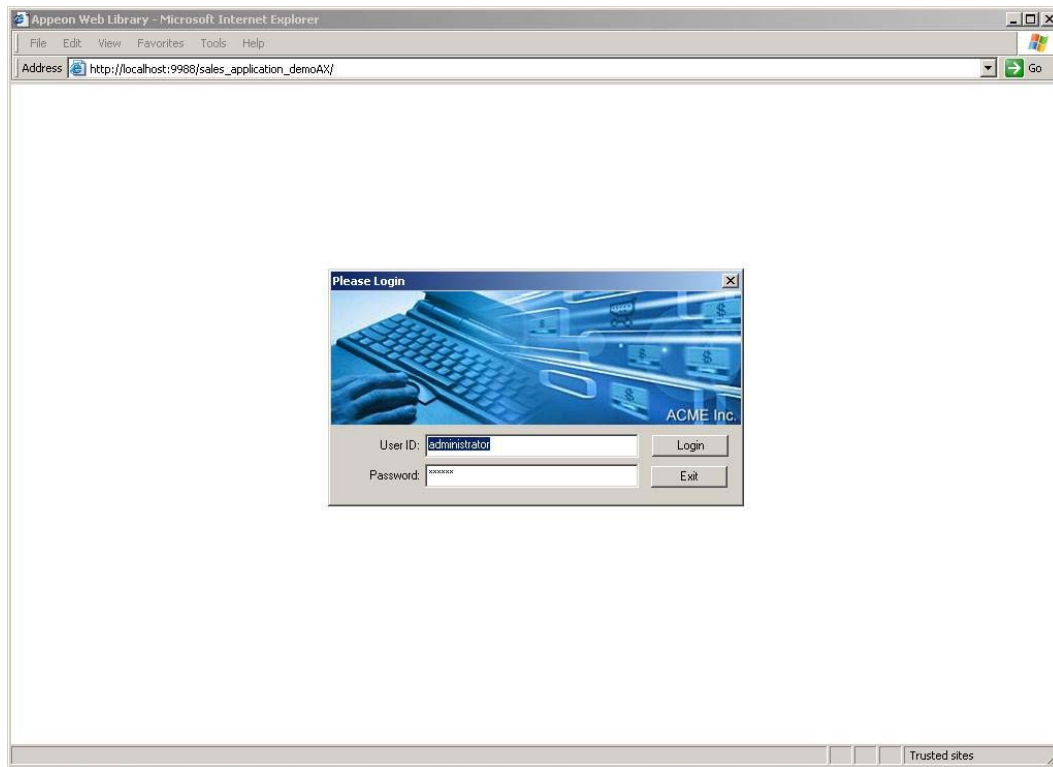 Appeon Web Library - Microsoft Internet Explorer
File Edit View Favorites Tools Help
Address http://localhost:9988/sales_application_demoAX/ Go
Please Login
$ $ $ $ $
ACME Inc.
User ID: administrator Login
Password: ****** Exit
Trusted sites